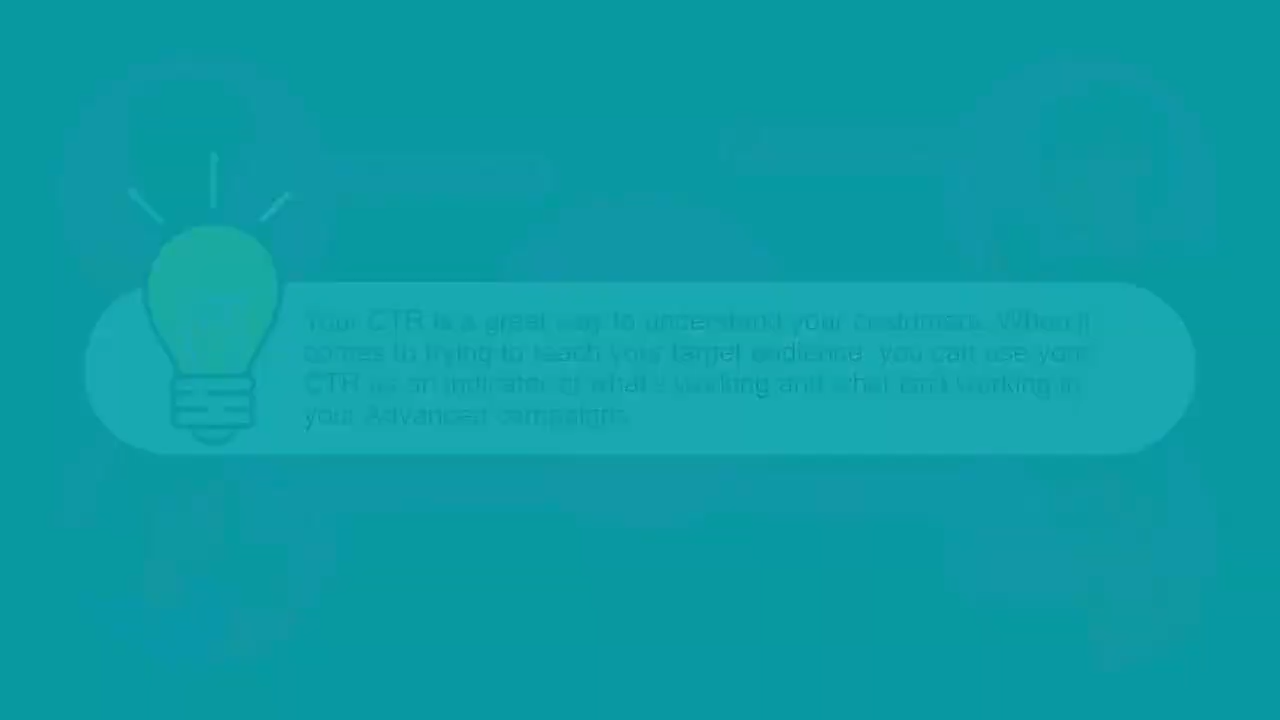 Your CTR is a great way to understand your customers. When it
comes to trying to reach your target audience, you can use your
CTR as an indicator of what's working and what isn't working in
your Advanced campaigns.